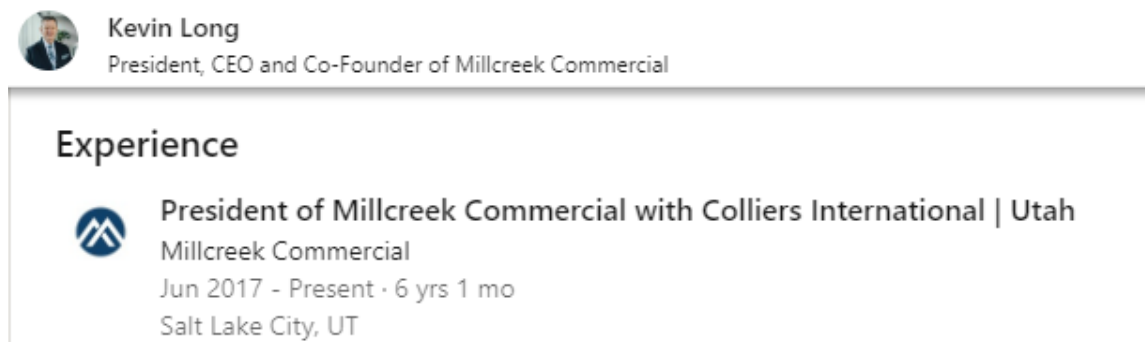 Kevin Long
President, CEO and Co-Founder of Millcreek Commercial
Experience
President of Millcreek Commercial with Colliers International | Utah
Millcreek Commercial
Jun 2017 - Present · 6 yrs 1 mo
Salt Lake City, UT